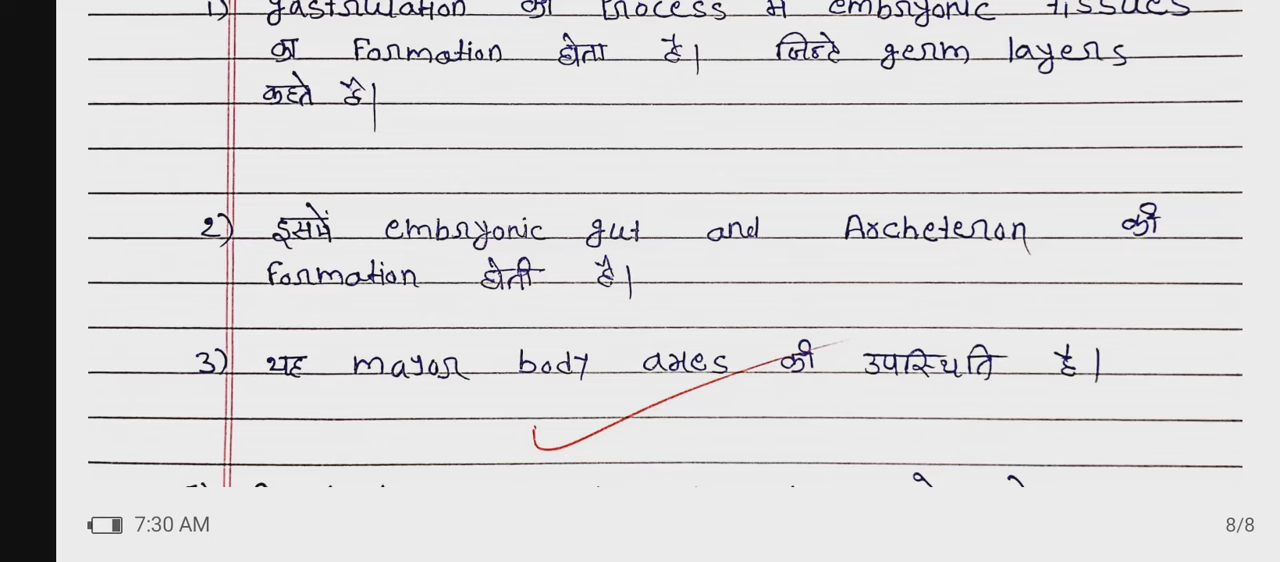 1) gastrulation की process में embryonic tissues
का Formation होता है। जिन्हे germ layers
कहते है।
2) इसमें embryonic gut and Archeteron की
Formation होती है।
3) यह mayor body axes की उपस्थिति है।
7:30 AM
8/8